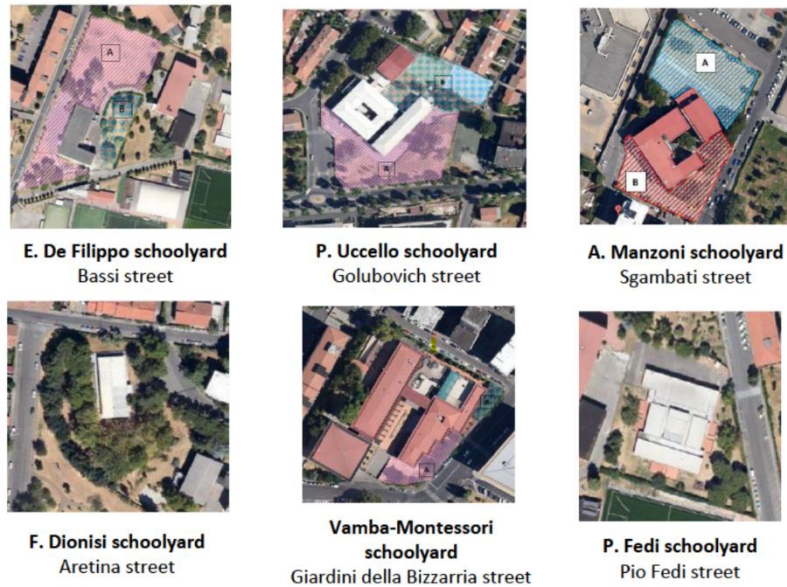 A
B
E. De Filippo schoolyard
Bassi street
B
P. Uccello schoolyard
Golubovich street
A
B
A. Manzoni schoolyard
Sgambati street
F. Dionisi schoolyard
Aretina street
A
Vamba-Montessori
schoolyard
Giardini della Bizzarria street
P. Fedi schoolyard
Pio Fedi street